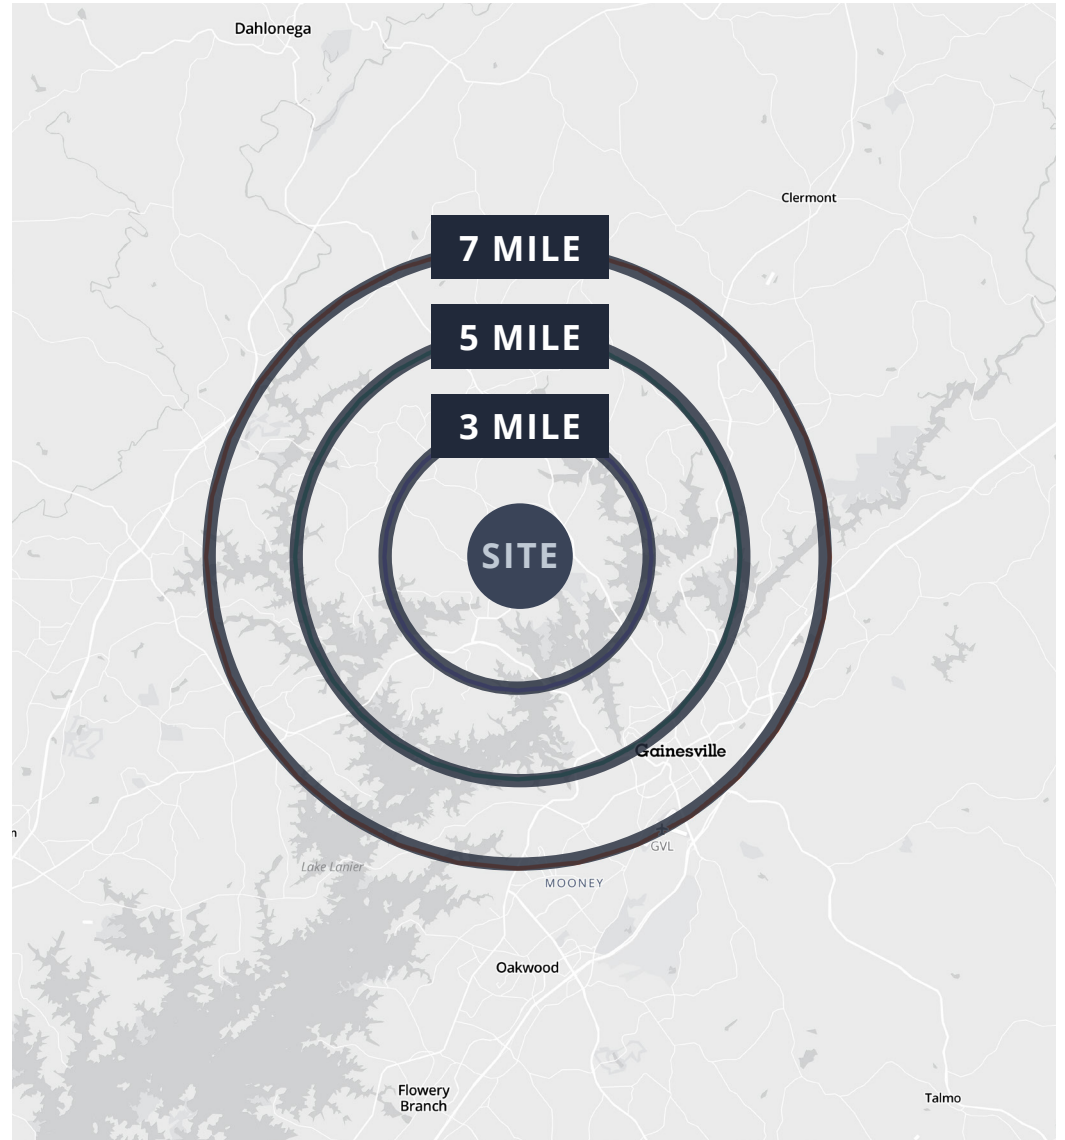 Dahlonega
Clermont
7 MILE
5 MILE
3 MILE
SITE
Gainesville
n
GVL
Lake Lanier
MOONEY
Oakwood
Flowery
Branch
Talmo